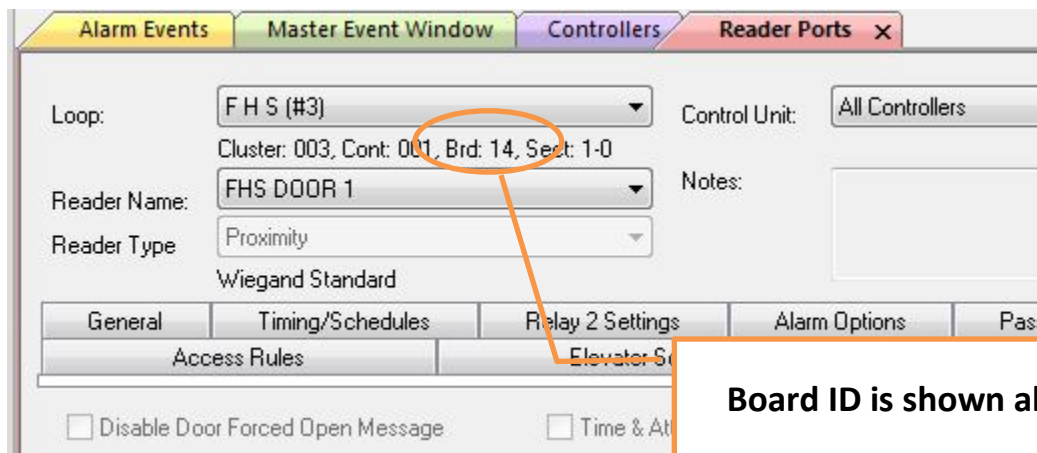 Alarm Events Master Event Window Controllers Reader Ports x
Loop: F H S (#3) Control Unit: All Controllers
Cluster: 003, Cont: 001, Brd: 14, Sect: 1-0
Reader Name: FHS DOOR 1 Notes:
Reader Type Proximity
Wiegand Standard
General Timing/Schedules Relay 2 Settings Alarm Options Pas
Access Rules Elevator S
Board ID is shown a
Disable Door Forced Open Message Time & At